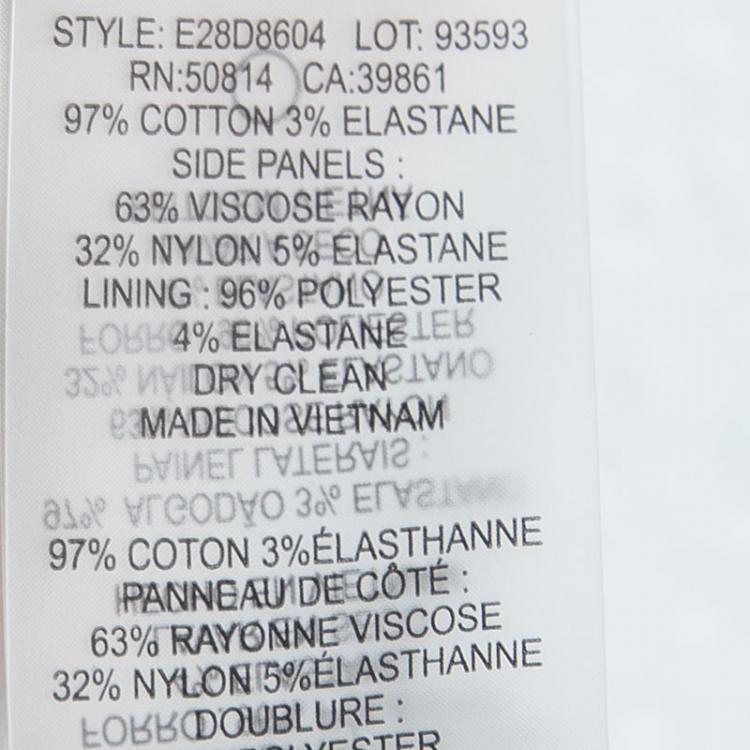 STYLE: E28D8604 LOT: 93593
RN:50814 CA:39861
97% COTTON 3% ELASTANE
SIDE PANELS :
63% VISCOSE RAYON
32% NYLON 5% ELASTANE
LINING : 96% POLYESTER
4% ELASTANE
DRY CLEAN
MADE IN VIETNAM
PAINEL LATERAIS :
97% ALGODÃO 3% ELASTANO
97% COTON 3%ÉLASTHANNE
PANNEAU DE CÔTÉ :
63% RAYONNE VISCOSE
32% NYLON 5%ÉLASTHANNE
DOUBLURE :